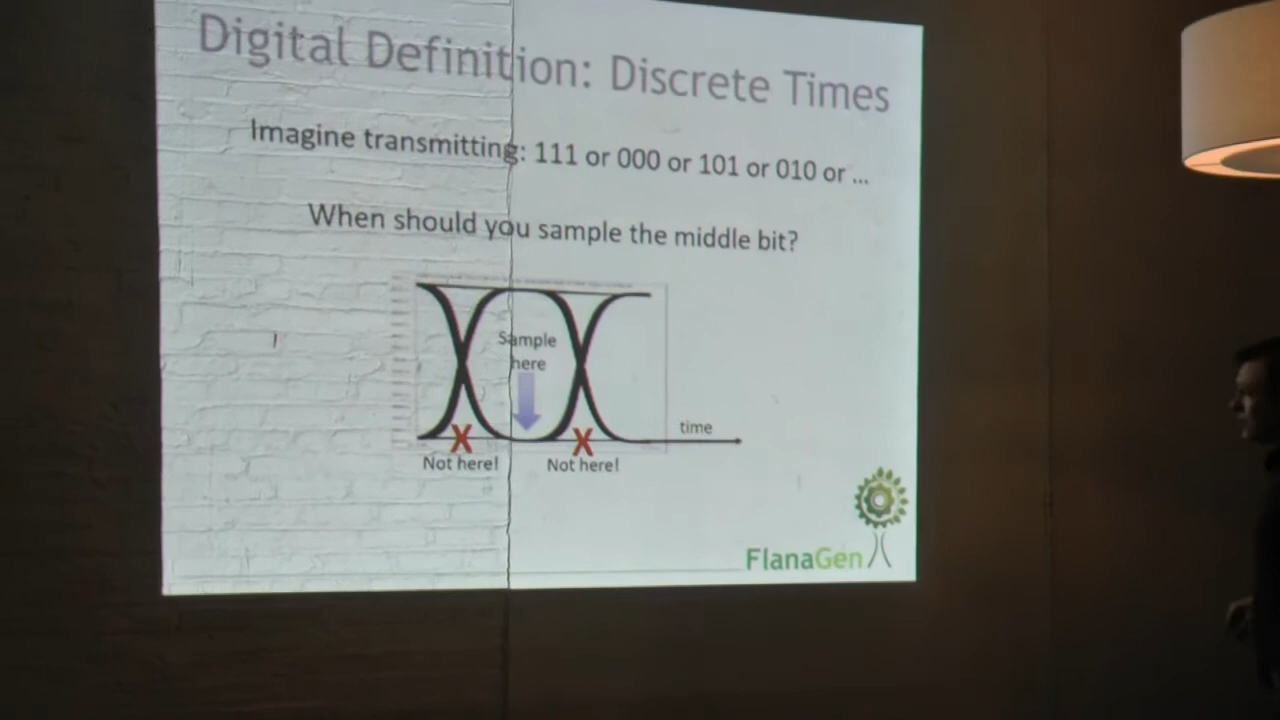 Digital Definition: Discrete Times
Imagine transmitting: 111 or 000 or 101 or 010 or ...
When should you sample the middle bit?
Sample
here
time
X
X
Not here!
Not here!
FlanaGen